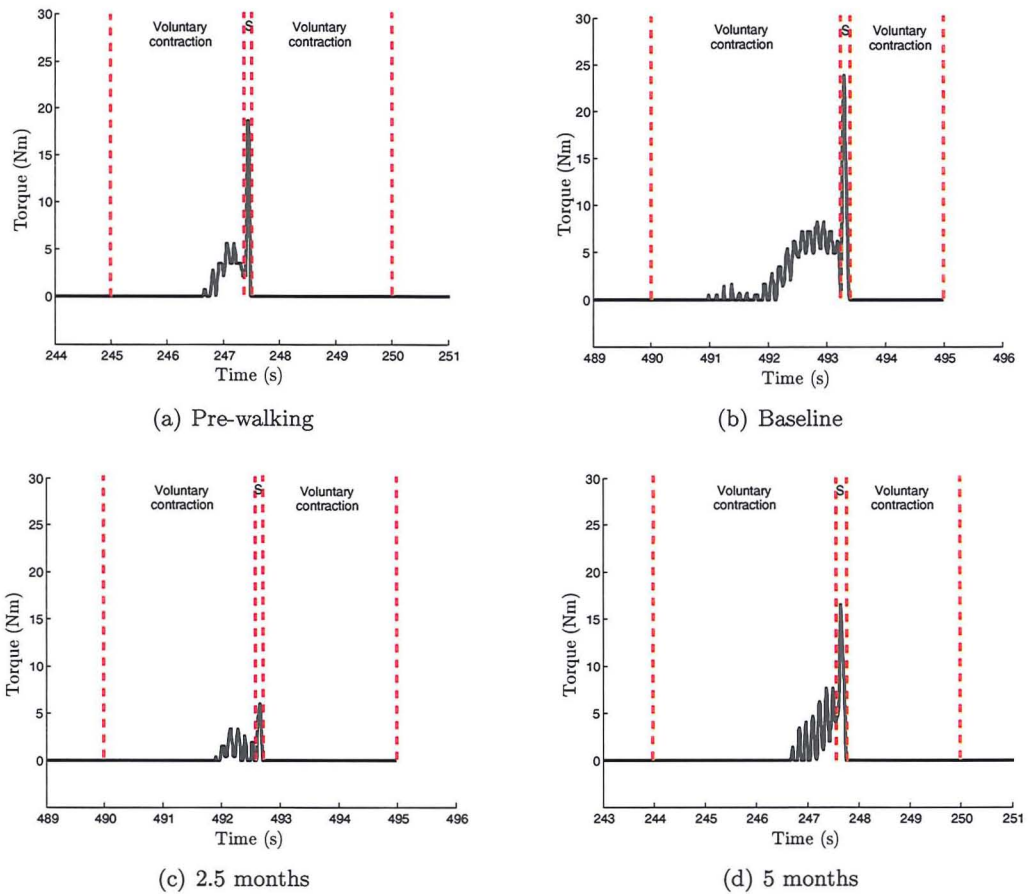 30
25
20
15
10
5
0
Torque (Nm)
Voluntary
contraction
S
Voluntary
contraction
244 245 246 247 248 249 250 251
Time (s)
(a) Pre-walking
30
25
20
15
10
5
0
Torque (Nm)
Voluntary
contraction
S
Voluntary
contraction
489 490 491 492 493 494 495 496
Time (s)
(b) Baseline
30
25
20
15
10
5
0
Torque (Nm)
Voluntary
contraction
S
Voluntary
contraction
489 490 491 492 493 494 495 496
Time (s)
(c) 2.5 months
30
25
20
15
10
5
0
Torque (Nm)
Voluntary
contraction
S
Voluntary
contraction
243 244 245 246 247 248 249 250 251
Time (s)
(d) 5 months